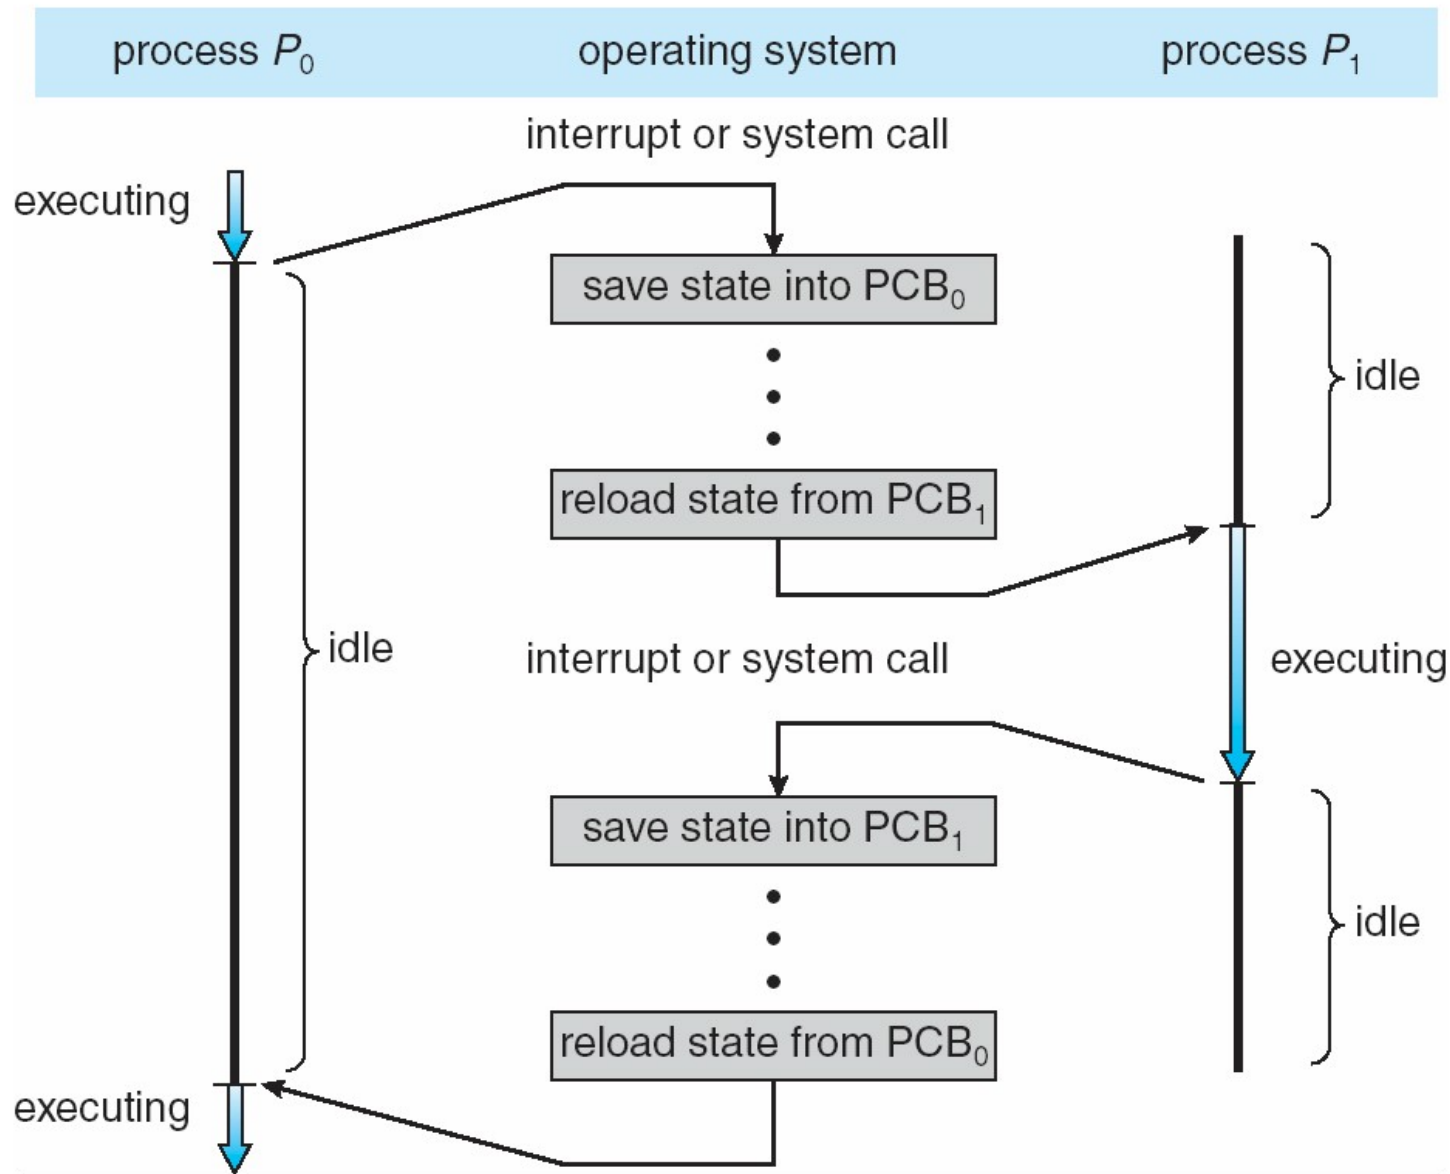 process P₀ operating system process P₁
interrupt or system call
executing
save state into PCB₀
idle
reload state from PCB₁
idle
interrupt or system call
executing
save state into PCB₁
idle
reload state from PCB₀
executing